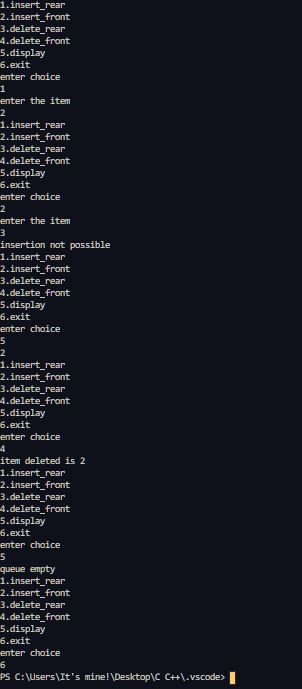 1.insert_rear
2.insert_front
3.delete_rear
4.delete_front
5.display
6.exit
enter choice
1
enter the item
2
1.insert_rear
2.insert_front
3.delete_rear
4.delete_front
5.display
6.exit
enter choice
2
enter the item
3
insertion not possible
1.insert_rear
2.insert_front
3.delete_rear
4.delete_front
5.display
6.exit
enter choice
5
2
1.insert_rear
2.insert_front
3.delete_rear
4.delete_front
5.display
6.exit
enter choice
4
item deleted is 2
1.insert_rear
2.insert_front
3.delete_rear
4.delete_front
5.display
6.exit
enter choice
5
queue empty
1.insert_rear
2.insert_front
3.delete_rear
4.delete_front
5.display
6.exit
enter choice
6
PS C:\Users\It's mine!\Desktop\C C++\.vscode>